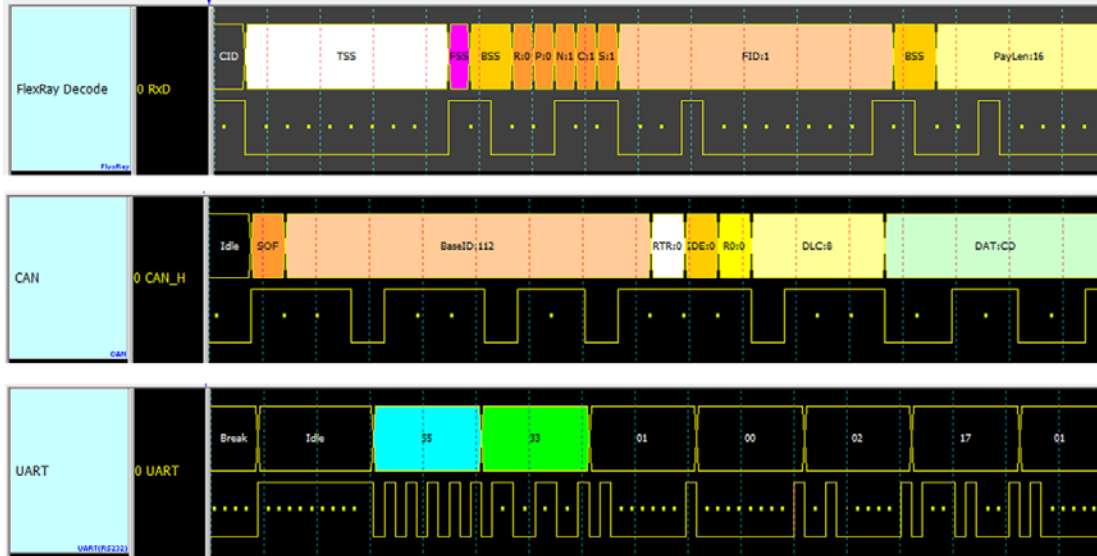 CID TSS FSS BSS R:0 P:0 N:1 C:1 S:1 FID:1 BSS PayLen:16
FlexRay Decode 0 RxD
FlexRay
Idle SOF BaseID:112 RTR:0 IDE:0 R0:0 DLC:8 DAT:CD
CAN 0 CAN_H
CAN
Break Idle 55 33 01 00 02 17 01
UART 0 UART
UART(RS232)